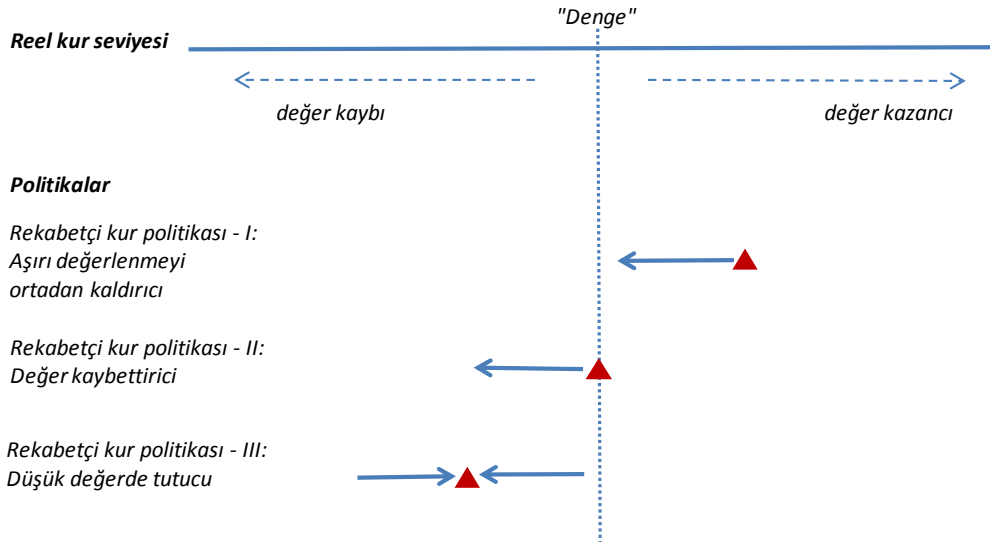 "Denge"
Reel kur seviyesi
değer kaybı
değer kazancı
Politikalar
Rekabetçi kur politikası - I:
Aşırı değerlenmeyi
ortadan kaldırıcı
Rekabetçi kur politikası - II:
Değer kaybettirici
Rekabetçi kur politikası - III:
Düşük değerde tutucu